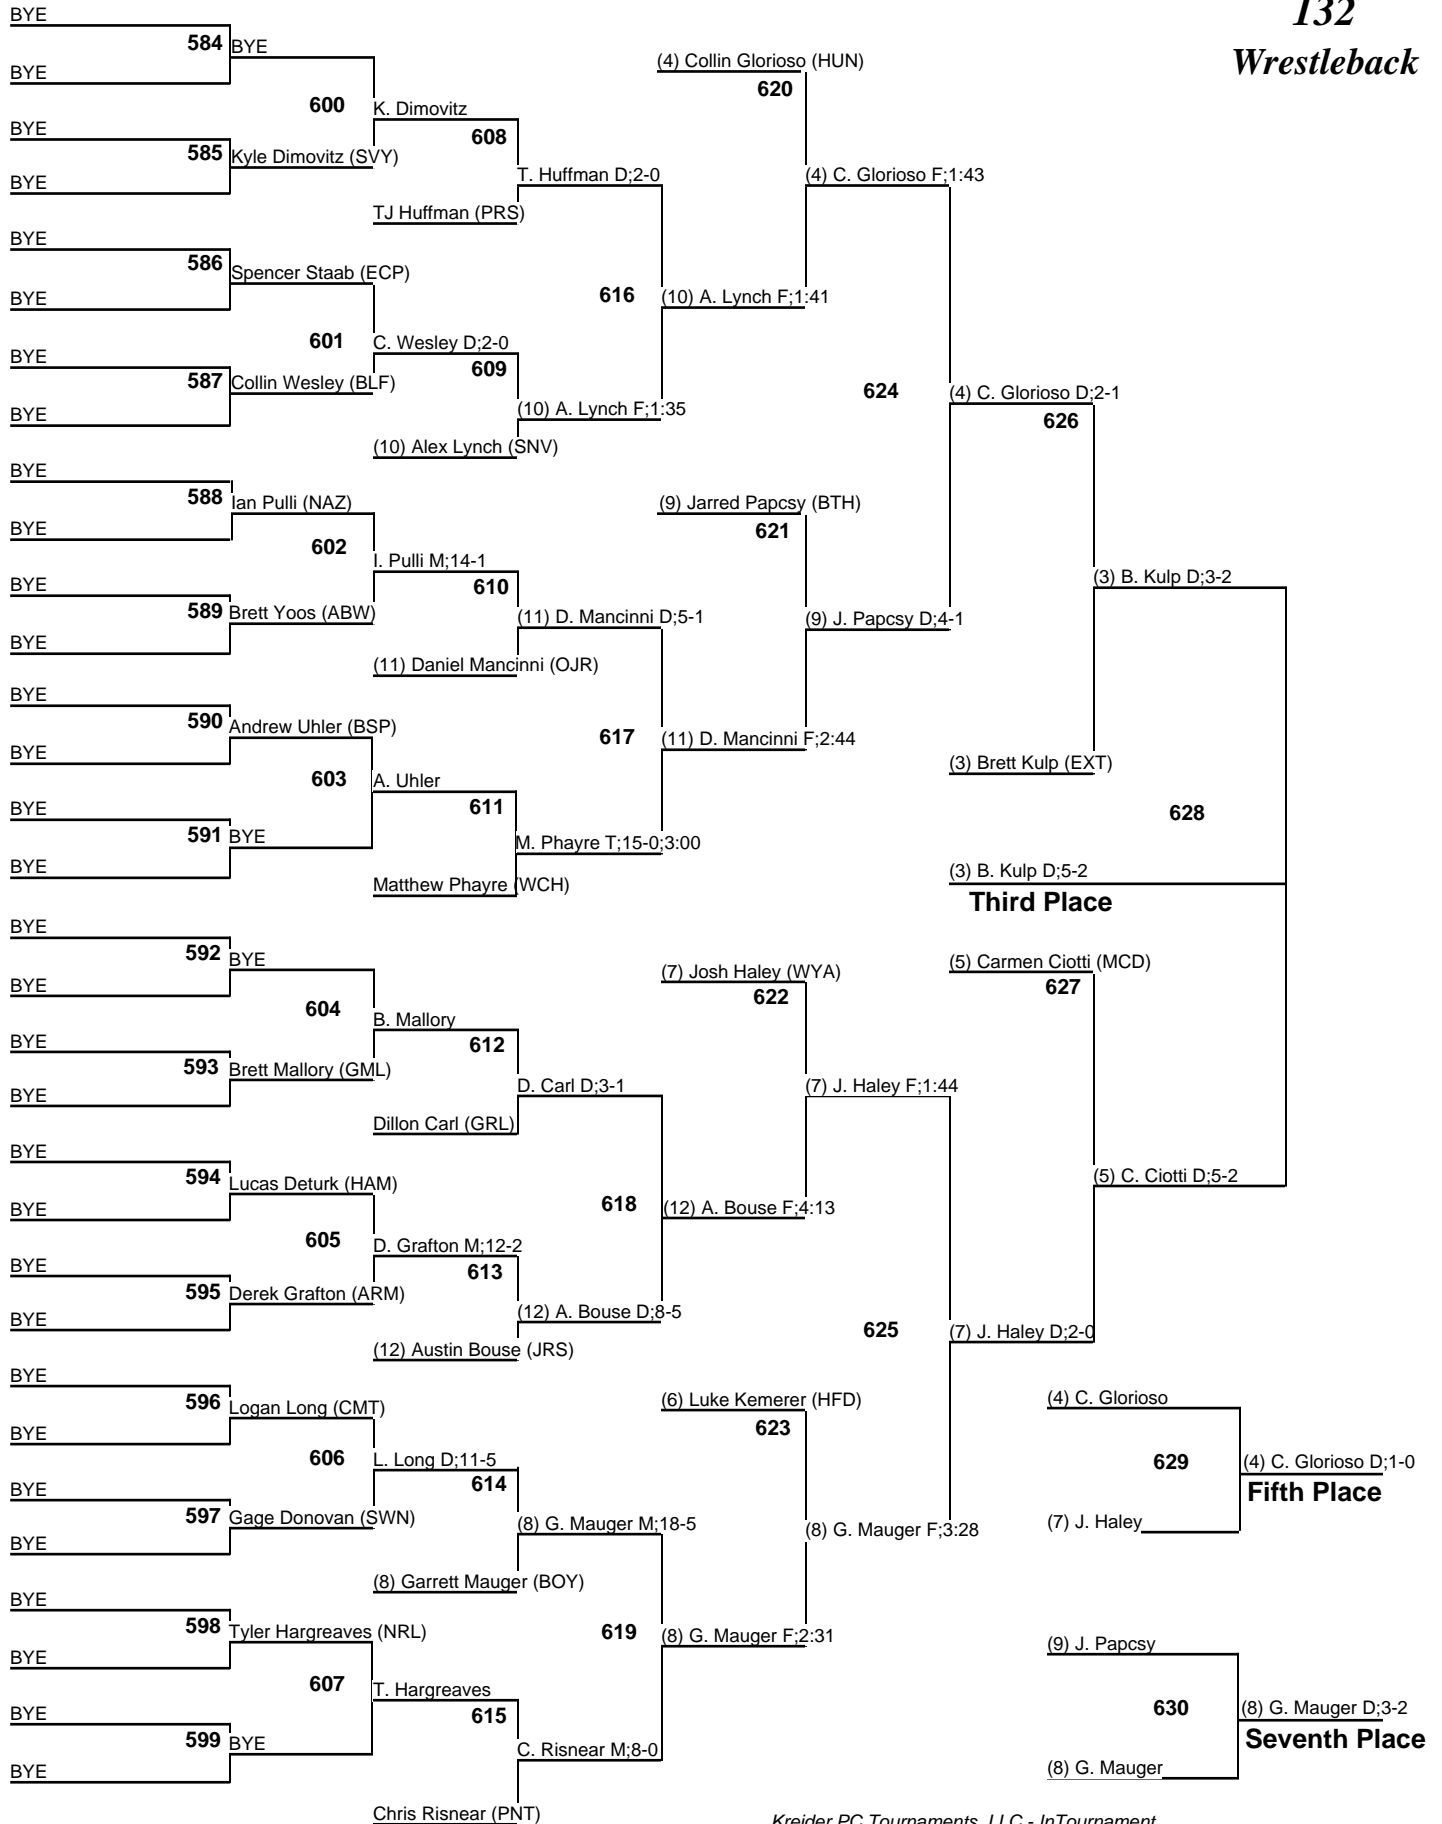 132
Wrestleback
BYE
584 BYE
BYE
600 K. Dimovitz
BYE
585 Kyle Dimovitz (SVY)
BYE
608
T. Huffman D;2-0
TJ Huffman (PRS)
BYE
586 Spencer Staab (ECP)
BYE
601 C. Wesley D;2-0
BYE
587 Collin Wesley (BLF)
BYE
609
(10) A. Lynch F;1:35
(10) Alex Lynch (SNV)
616 (10) A. Lynch F;1:41
(4) Collin Glorioso (HUN)
620
(4) C. Glorioso F;1:43
BYE
588 Ian Pulli (NAZ)
BYE
602 I. Pulli M;14-1
BYE
589 Brett Yoos (ABW)
BYE
610
(11) D. Mancinni D;5-1
(11) Daniel Mancinni (OJR)
BYE
590 Andrew Uhler (BSP)
BYE
603 A. Uhler
BYE
591 BYE
BYE
611
M. Phayre T;15-0;3:00
Matthew Phayre (WCH)
617 (11) D. Mancinni F;2:44
(9) Jarred Papcsy (BTH)
621
(9) J. Papcsy D;4-1
624 (4) C. Glorioso D;2-1
626
(3) B. Kulp D;3-2
(3) Brett Kulp (EXT)
628
(3) B. Kulp D;5-2
Third Place
BYE
592 BYE
BYE
604 B. Mallory
BYE
593 Brett Mallory (GML)
BYE
612
D. Carl D;3-1
Dillon Carl (GRL)
BYE
594 Lucas Deturk (HAM)
BYE
605 D. Grafton M;12-2
BYE
595 Derek Grafton (ARM)
BYE
613
(12) A. Bouse D;8-5
(12) Austin Bouse (JRS)
618 (12) A. Bouse F;4:13
(7) Josh Haley (WYA)
622
(7) J. Haley F;1:44
BYE
596 Logan Long (CMT)
BYE
606 L. Long D;11-5
BYE
597 Gage Donovan (SWN)
BYE
614
(8) G. Mauger M;18-5
(8) Garrett Mauger (BOY)
BYE
598 Tyler Hargreaves (NRL)
BYE
607 T. Hargreaves
BYE
599 BYE
BYE
615
C. Risnear M;8-0
Chris Risnear (PNT)
619 (8) G. Mauger F;2:31
(6) Luke Kemerer (HFD)
623
(8) G. Mauger F;3:28
625 (7) J. Haley D;2-0
(5) Carmen Ciotti (MCD)
627
(5) C. Ciotti D;5-2
(4) C. Glorioso
629 (4) C. Glorioso D;1-0
Fifth Place
(7) J. Haley
(9) J. Papcsy
630 (8) G. Mauger D;3-2
Seventh Place
(8) G. Mauger
Kreider PC Tournaments, LLC - InTournament